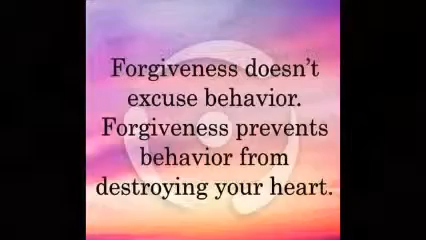 Forgiveness doesn't
excuse behavior.
Forgiveness prevents
behavior from
destroying your heart.